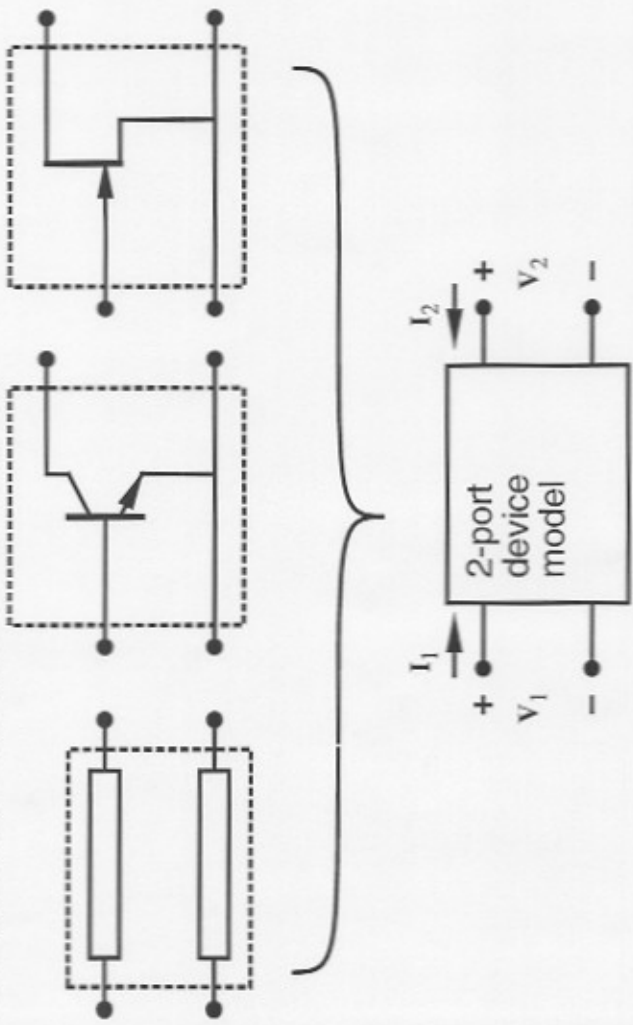 I₁
I₂
+
+
V₁
2-port
device
model
V₂
−
−